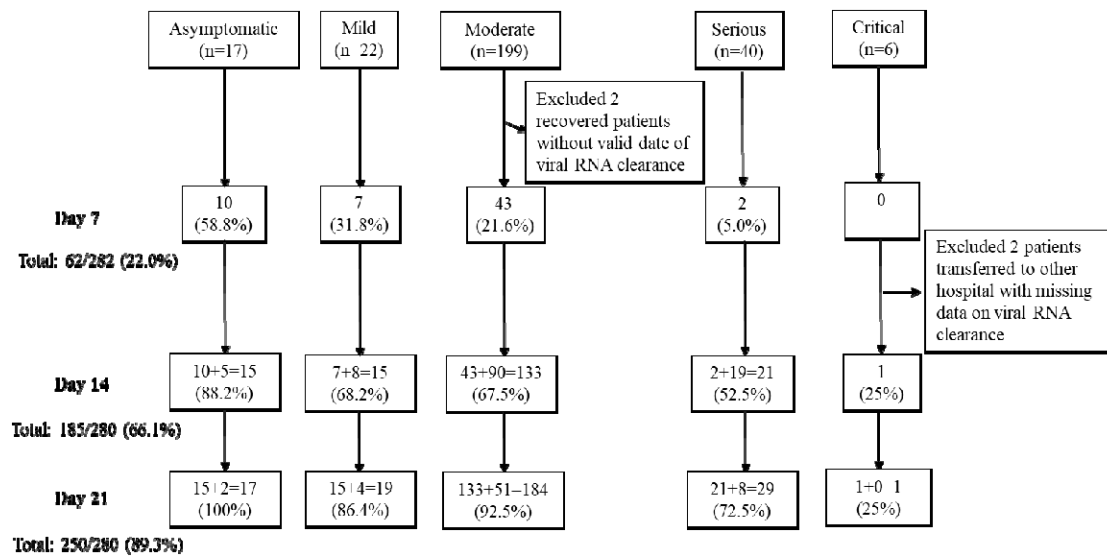 Asymptomatic
(n=17)
Mild
(n 22)
Moderate
(n=199)
Serious
(n=40)
Critical
(n=6)
Excluded 2
recovered patients
without valid date of
viral RNA clearance
Day 7
10
(58.8%)
7
(31.8%)
43
(21.6%)
2
(5.0%)
0
Total: 62/282 (22.0%)
Excluded 2 patients
transferred to other
hospital with missing
data on viral RNA
clearance
Day 14
10+5=15
(88.2%)
7+8=15
(68.2%)
43+90=133
(67.5%)
2+19=21
(52.5%)
1
(25%)
Total: 185/280 (66.1%)
Day 21
15+2=17
(100%)
15+4=19
(86.4%)
133+51–184
(92.5%)
21+8=29
(72.5%)
1+0 1
(25%)
Total: 250/280 (89.3%)